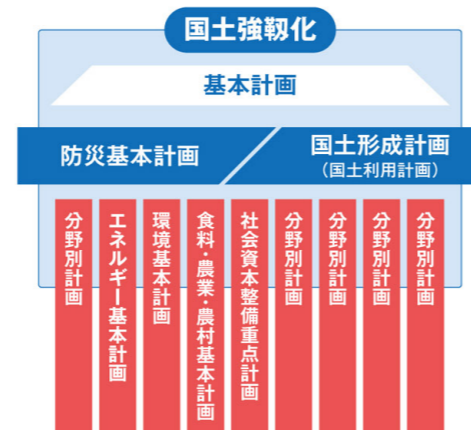 国土強靱化
基本計画
防災基本計画
国土形成計画
（国土利用計画）
分野別計画
エネルギー基本計画
環境基本計画
食料・農業・農村基本計画
社会資本整備重点計画
分野別計画
分野別計画
分野別計画
分野別計画